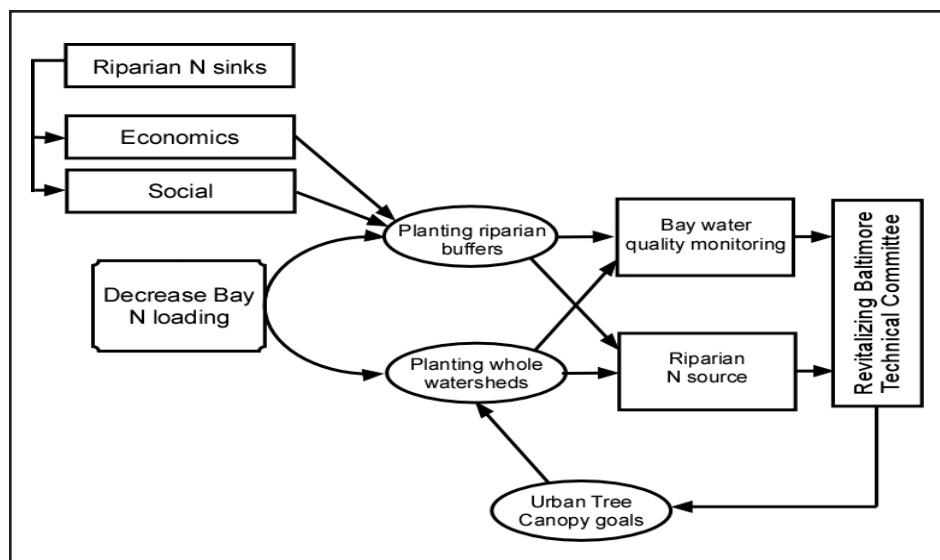 Riparian N sinks
Economics
Social
Planting riparian
buffers
Bay water
quality monitoring
Revitalizing Baltimore
Technical Committee
Decrease Bay
N loading
Planting whole
watersheds
Riparian
N source
Urban Tree
Canopy goals